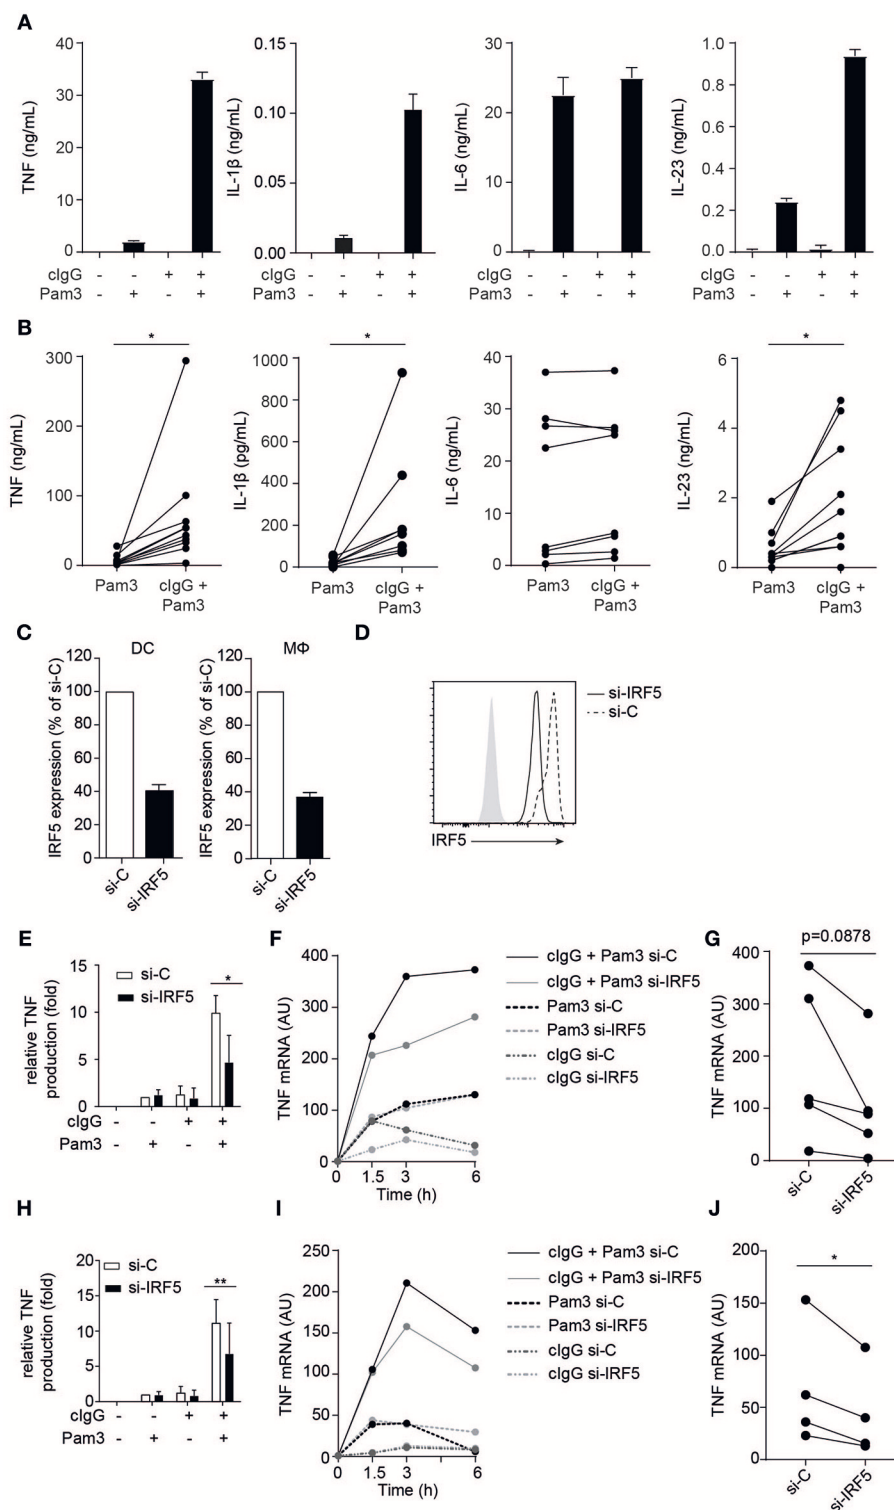 A
TNF (ng/mL)
40
30
20
10
0
IL-1β (ng/mL)
0.15
0.10
0.05
0.00
IL-6 (ng/mL)
30
20
10
0
IL-23 (ng/mL)
1.0
0.8
0.6
0.4
0.2
0.0
cIgG - - + +
Pam3 - + - +
cIgG - - + +
Pam3 - + - +
cIgG - - + +
Pam3 - + - +
cIgG - - + +
Pam3 - + - +
B
TNF (ng/mL)
300
200
100
0
*
Pam3
cIgG +
Pam3
IL-1β (pg/mL)
1000
800
600
400
200
0
*
Pam3
cIgG +
Pam3
IL-6 (ng/mL)
40
30
20
10
0
Pam3
cIgG +
Pam3
IL-23 (ng/mL)
6
4
2
0
*
Pam3
cIgG +
Pam3
C
DC
IRF5 expression (% of si-C)
120
100
80
60
40
20
0
si-C
si-IRF5
MΦ
IRF5 expression (% of si-C)
120
100
80
60
40
20
0
si-C
si-IRF5
D
si-IRF5
si-C
IRF5
E
relative TNF
production (fold)
15
10
5
0
si-C
si-IRF5
*
cIgG - - + +
Pam3 - + - +
F
TNF mRNA (AU)
400
300
200
100
0
0 1.5 3 6
Time (h)
cIgG + Pam3 si-C
cIgG + Pam3 si-IRF5
Pam3 si-C
Pam3 si-IRF5
cIgG si-C
cIgG si-IRF5
G
p=0.0878
TNF mRNA (AU)
400
300
200
100
0
si-C
si-IRF5
H
relative TNF
production (fold)
20
15
10
5
0
si-C
si-IRF5
**
cIgG - - + +
Pam3 - + - +
I
TNF mRNA (AU)
250
200
150
100
50
0
0 1.5 3 6
Time (h)
cIgG + Pam3 si-C
cIgG + Pam3 si-IRF5
Pam3 si-C
Pam3 si-IRF5
cIgG si-C
cIgG si-IRF5
J
TNF mRNA (AU)
200
150
100
50
0
*
si-C
si-IRF5